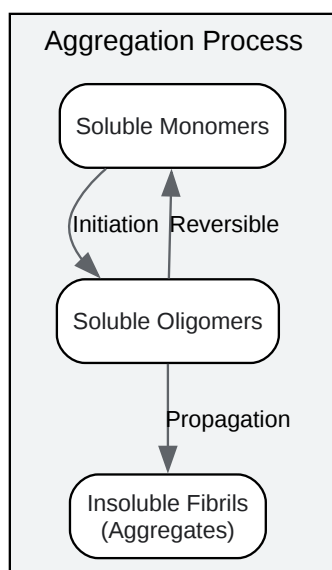 Aggregation Process
Soluble Monomers
Initiation
Reversible
Soluble Oligomers
Propagation
Insoluble Fibrils
(Aggregates)